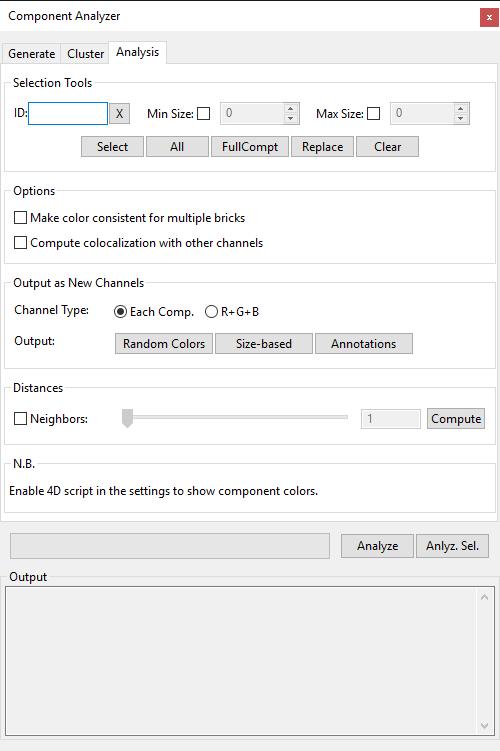 Component Analyzer x
Generate Cluster Analysis
Selection Tools
ID: X Min Size: 0 Max Size: 0
Select All FullCompt Replace Clear
Options
Make color consistent for multiple bricks
Compute colocalization with other channels
Output as New Channels
Channel Type: Each Comp. R+G+B
Output: Random Colors Size-based Annotations
Distances
Neighbors: 1 Compute
N.B.
Enable 4D script in the settings to show component colors.
Analyze Anlyz. Sel.
Output